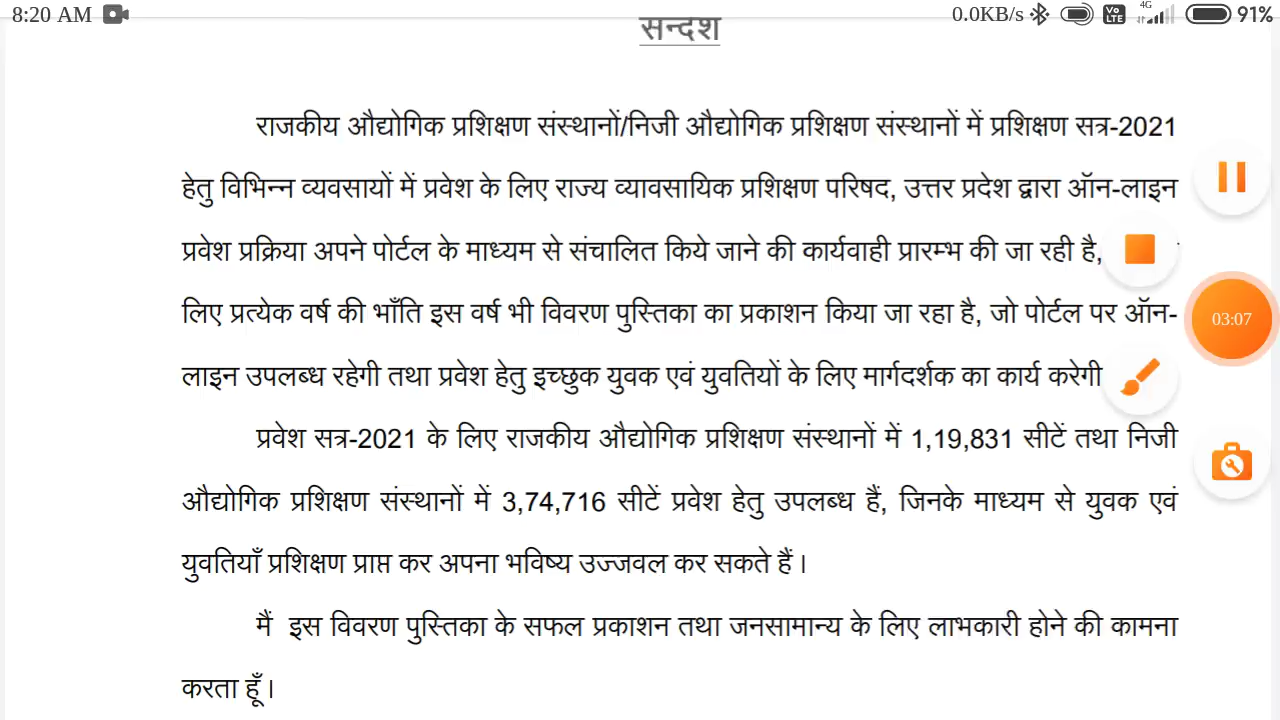 8:20 AM 0.0KB/s Vo LTE 4G 91%
सन्देश
राजकीय औद्योगिक प्रशिक्षण संस्थानों/निजी औद्योगिक प्रशिक्षण संस्थानों में प्रशिक्षण सत्र-2021
हेतु विभिन्न व्यवसायों में प्रवेश के लिए राज्य व्यावसायिक प्रशिक्षण परिषद, उत्तर प्रदेश द्वारा ऑन-लाइन
प्रवेश प्रक्रिया अपने पोर्टल के माध्यम से संचालित किये जाने की कार्यवाही प्रारम्भ की जा रही है,
लिए प्रत्येक वर्ष की भाँति इस वर्ष भी विवरण पुस्तिका का प्रकाशन किया जा रहा है, जो पोर्टल पर ऑन-
03:07
लाइन उपलब्ध रहेगी तथा प्रवेश हेतु इच्छुक युवक एवं युवतियों के लिए मार्गदर्शक का कार्य करेगी
प्रवेश सत्र-2021 के लिए राजकीय औद्योगिक प्रशिक्षण संस्थानों में 1,19,831 सीटें तथा निजी
औद्योगिक प्रशिक्षण संस्थानों में 3,74,716 सीटें प्रवेश हेतु उपलब्ध हैं, जिनके माध्यम से युवक एवं
युवतियाँ प्रशिक्षण प्राप्त कर अपना भविष्य उज्जवल कर सकते हैं।
मैं इस विवरण पुस्तिका के सफल प्रकाशन तथा जनसामान्य के लिए लाभकारी होने की कामना
करता हूँ।